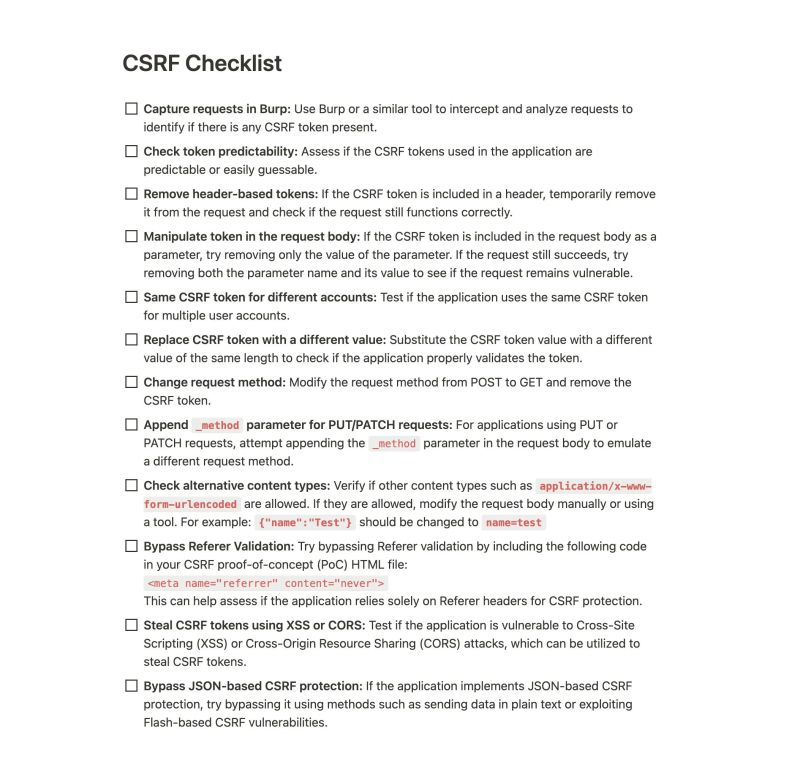 CSRF Checklist
Capture requests in Burp: Use Burp or a similar tool to intercept and analyze requests to
identify if there is any CSRF token present.
Check token predictability: Assess if the CSRF tokens used in the application are
predictable or easily guessable.
Remove header-based tokens: If the CSRF token is included in a header, temporarily remove
it from the request and check if the request still functions correctly.
Manipulate token in the request body: If the CSRF token is included in the request body as a
parameter, try removing only the value of the parameter. If the request still succeeds, try
removing both the parameter name and its value to see if the request remains vulnerable.
Same CSRF token for different accounts: Test if the application uses the same CSRF token
for multiple user accounts.
Replace CSRF token with a different value: Substitute the CSRF token value with a different
value of the same length to check if the application properly validates the token.
Change request method: Modify the request method from POST to GET and remove the
CSRF token.
Append _method parameter for PUT/PATCH requests: For applications using PUT or
PATCH requests, attempt appending the _method parameter in the request body to emulate
a different request method.
Check alternative content types: Verify if other content types such as application/x-www-
form-urlencoded are allowed. If they are allowed, modify the request body manually or using
a tool. For example: {"name":"Test"} should be changed to name=test
Bypass Referer Validation: Try bypassing Referer validation by including the following code
in your CSRF proof-of-concept (PoC) HTML file:
<meta name="referrer" content="never">
This can help assess if the application relies solely on Referer headers for CSRF protection.
Steal CSRF tokens using XSS or CORS: Test if the application is vulnerable to Cross-Site
Scripting (XSS) or Cross-Origin Resource Sharing (CORS) attacks, which can be utilized to
steal CSRF tokens.
Bypass JSON-based CSRF protection: If the application implements JSON-based CSRF
protection, try bypassing it using methods such as sending data in plain text or exploiting
Flash-based CSRF vulnerabilities.